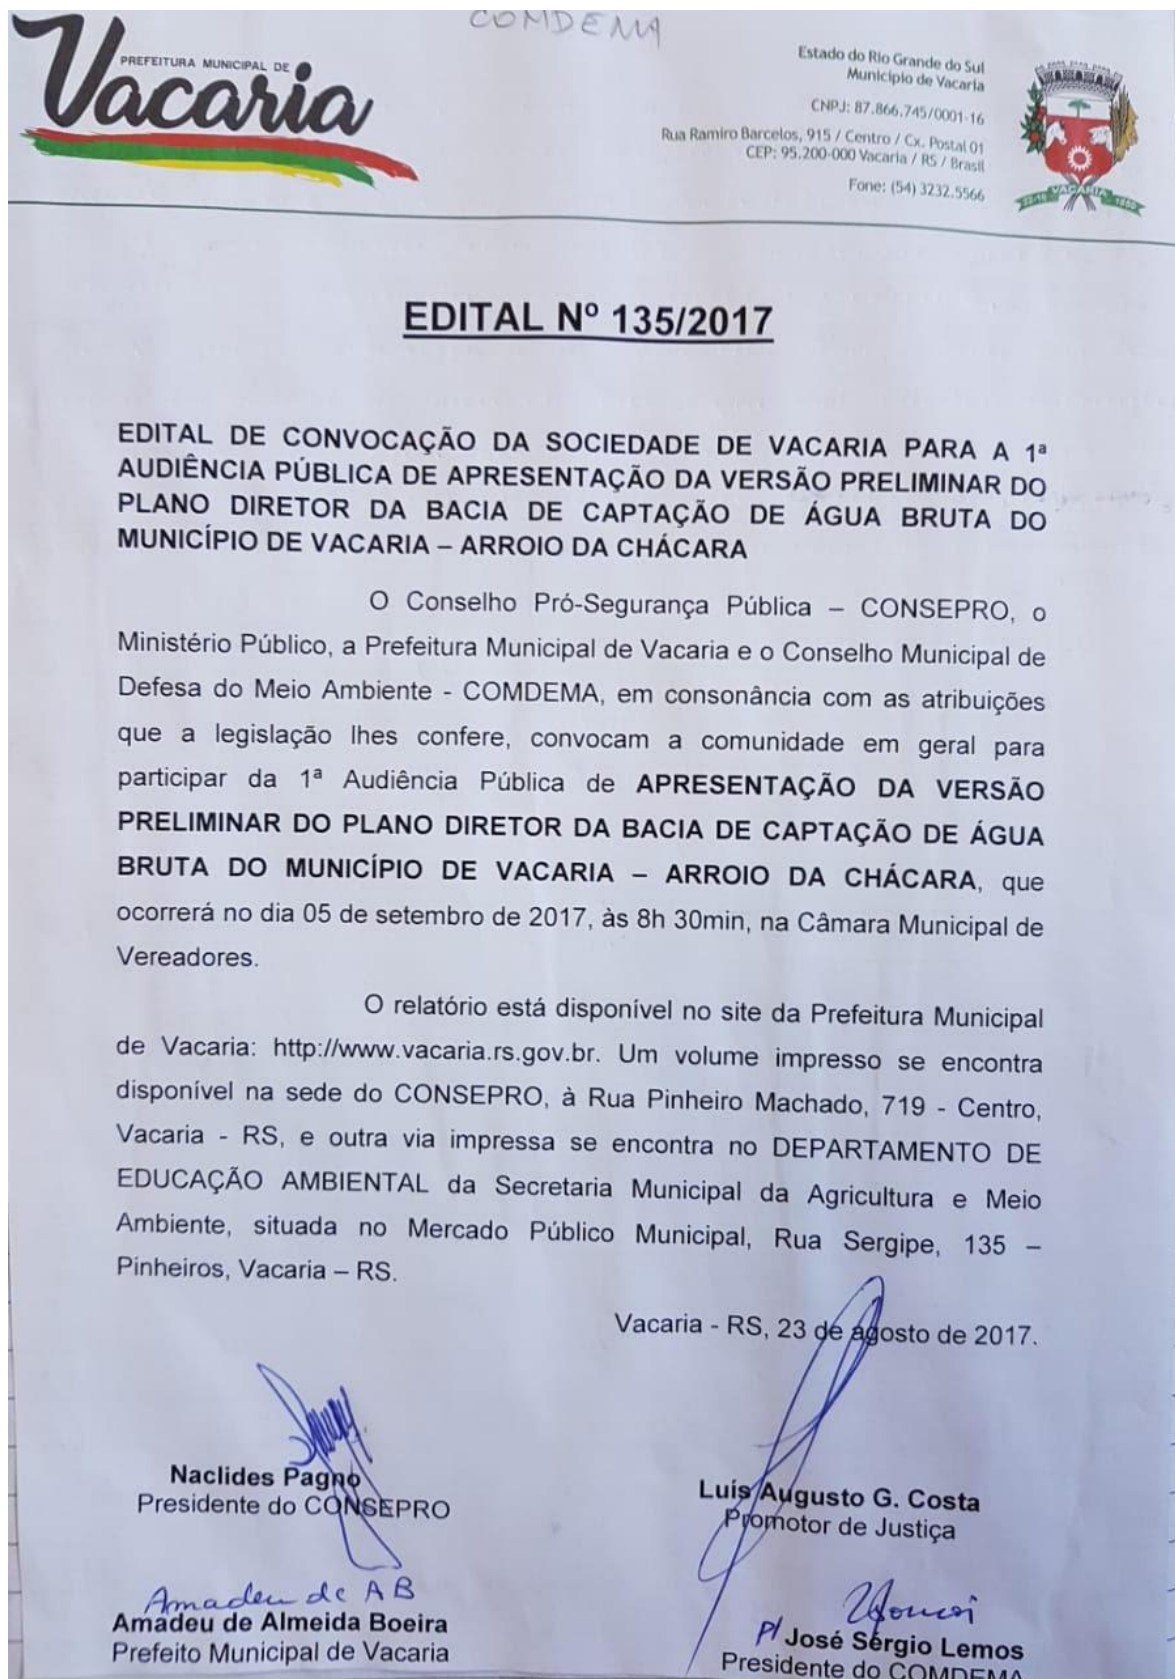 COMDEMA
PREFEITURA MUNICIPAL DE
Vacaria
Estado do Rio Grande do Sul
Município de Vacaria
CNPJ: 87.866.745/0001-16
Rua Ramiro Barcelos, 915 / Centro / Cx. Postal 01
CEP: 95.200-000 Vacaria / RS / Brasil
Fone: (54) 3232.5566
22-10 VACARIA 1850
EDITAL Nº 135/2017
EDITAL DE CONVOCAÇÃO DA SOCIEDADE DE VACARIA PARA A 1ª
AUDIÊNCIA PÚBLICA DE APRESENTAÇÃO DA VERSÃO PRELIMINAR DO
PLANO DIRETOR DA BACIA DE CAPTAÇÃO DE ÁGUA BRUTA DO
MUNICÍPIO DE VACARIA – ARROIO DA CHÁCARA
O Conselho Pró-Segurança Pública – CONSEPRO, o
Ministério Público, a Prefeitura Municipal de Vacaria e o Conselho Municipal de
Defesa do Meio Ambiente - COMDEMA, em consonância com as atribuições
que a legislação lhes confere, convocam a comunidade em geral para
participar da 1ª Audiência Pública de APRESENTAÇÃO DA VERSÃO
PRELIMINAR DO PLANO DIRETOR DA BACIA DE CAPTAÇÃO DE ÁGUA
BRUTA DO MUNICÍPIO DE VACARIA – ARROIO DA CHÁCARA, que
ocorrerá no dia 05 de setembro de 2017, às 8h 30min, na Câmara Municipal de
Vereadores.
O relatório está disponível no site da Prefeitura Municipal
de Vacaria: http://www.vacaria.rs.gov.br. Um volume impresso se encontra
disponível na sede do CONSEPRO, à Rua Pinheiro Machado, 719 - Centro,
Vacaria - RS, e outra via impressa se encontra no DEPARTAMENTO DE
EDUCAÇÃO AMBIENTAL da Secretaria Municipal da Agricultura e Meio
Ambiente, situada no Mercado Público Municipal, Rua Sergipe, 135 –
Pinheiros, Vacaria – RS.
Vacaria - RS, 23 de agosto de 2017.
Naclides Pagno
Presidente do CONSEPRO
Luís Augusto G. Costa
Promotor de Justiça
Amadeu de AB
Amadeu de Almeida Boeira
Prefeito Municipal de Vacaria
P/ José Sérgio Lemos
Presidente do COMDEMA